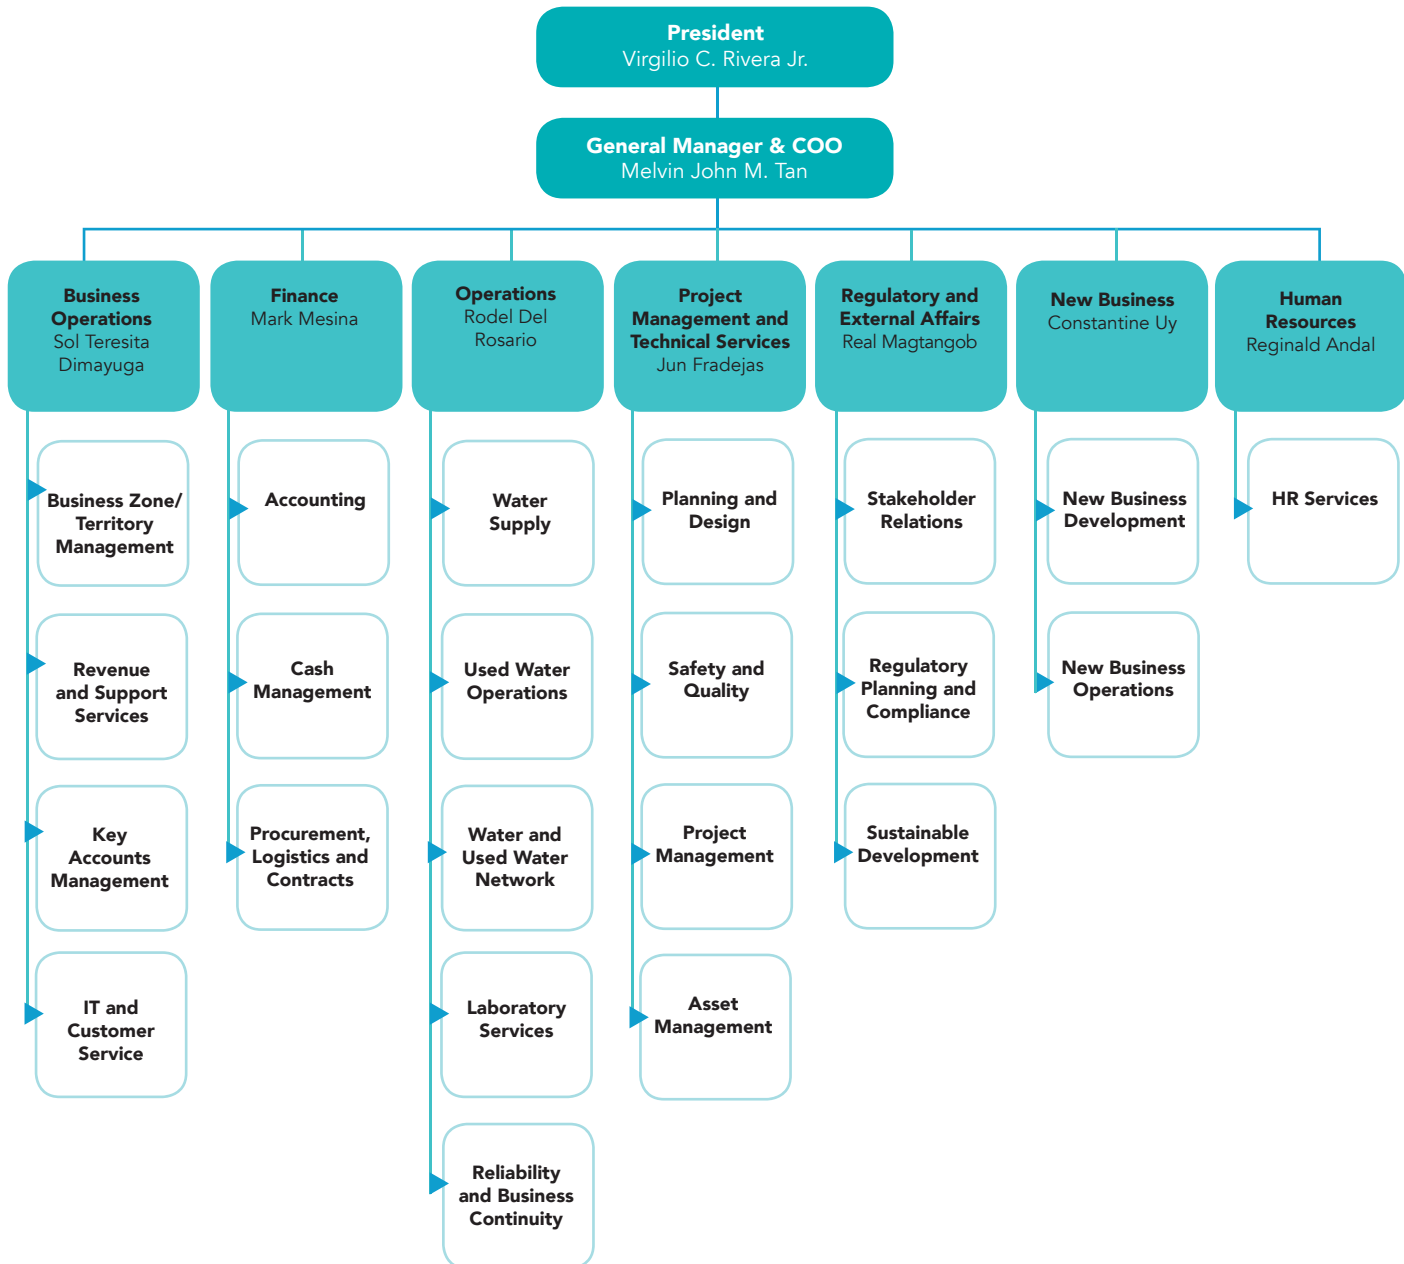 President
Virgilio C. Rivera Jr.
General Manager & COO
Melvin John M. Tan
Business
Operations
Sol Teresita
Dimayuga
Finance
Mark Mesina
Operations
Rodel Del
Rosario
Project
Management and
Technical Services
Jun Fradejas
Regulatory and
External Affairs
Real Magtangob
New Business
Constantine Uy
Human
Resources
Reginald Andal
Business Zone/
Territory
Management
Revenue
and Support
Services
Key
Accounts
Management
IT and
Customer
Service
Accounting
Cash
Management
Procurement,
Logistics and
Contracts
Water
Supply
Used Water
Operations
Water and
Used Water
Network
Laboratory
Services
Reliability
and Business
Continuity
Planning and
Design
Safety and
Quality
Project
Management
Asset
Management
Stakeholder
Relations
Regulatory
Planning and
Compliance
Sustainable
Development
New Business
Development
New Business
Operations
HR Services